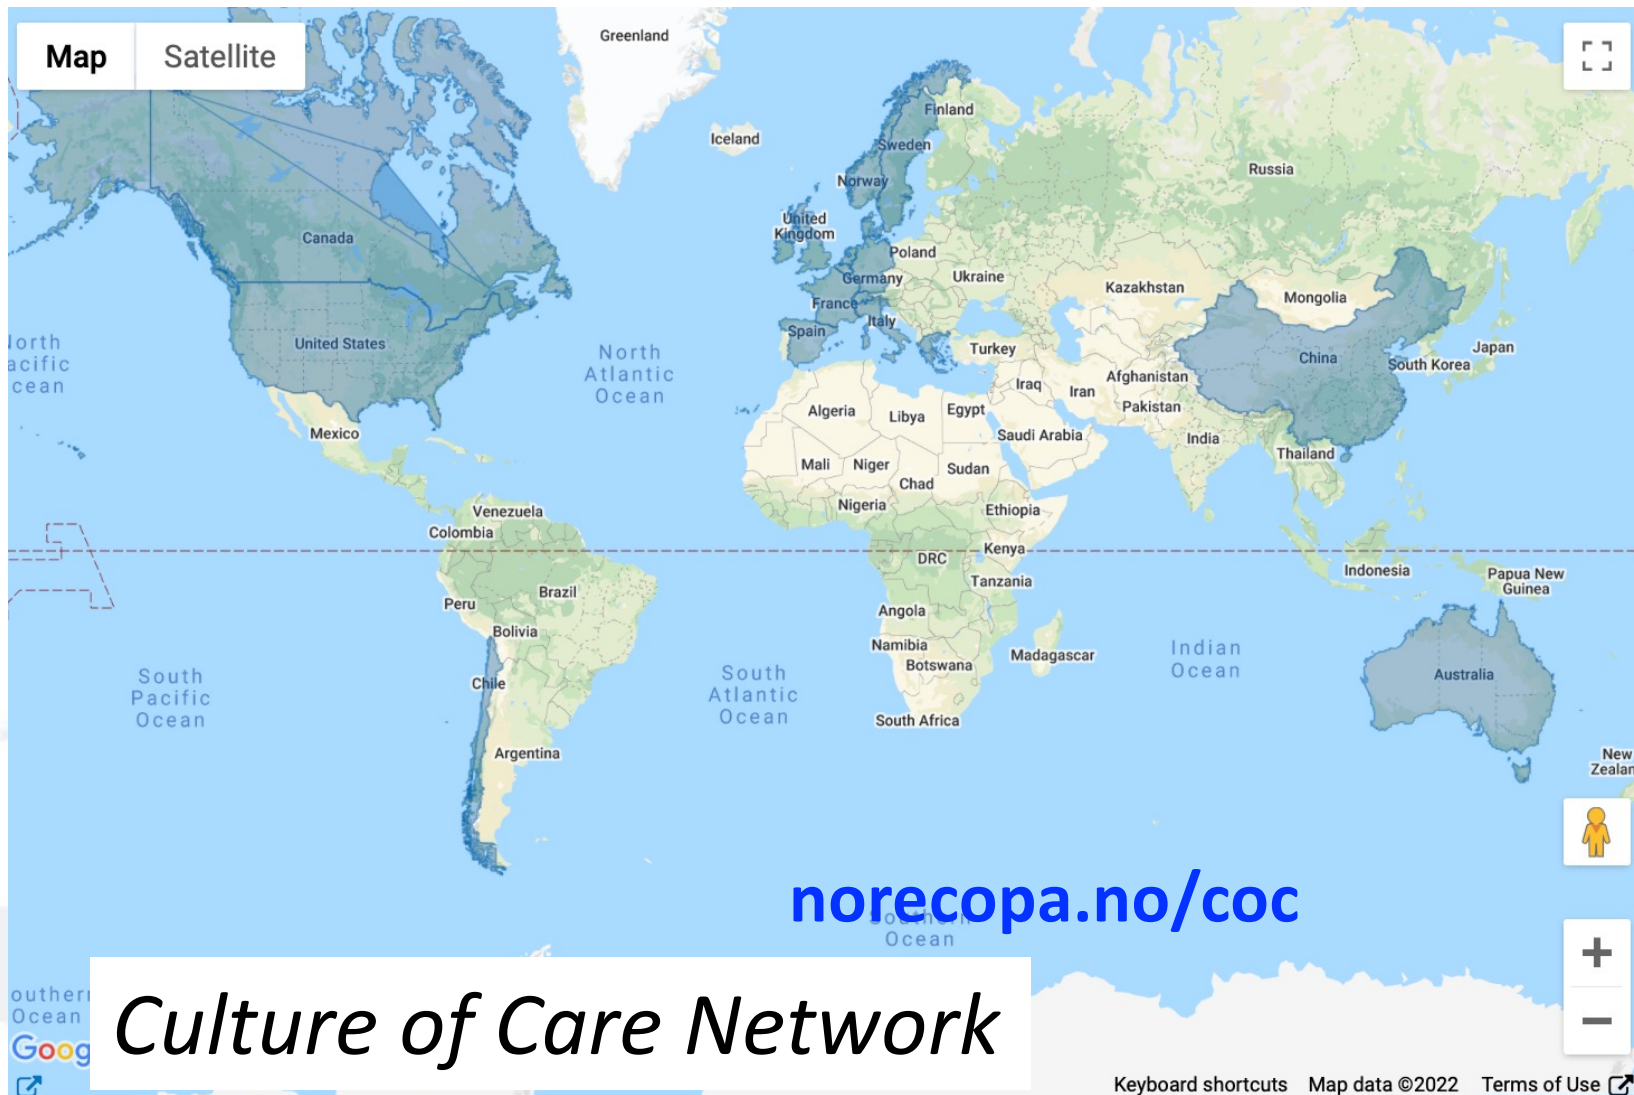 Map
Satellite
Greenland
Iceland
Finland
Sweden
Norway
Russia
United
Kingdom
Canada
Poland
Germany
Ukraine
Kazakhstan
Mongolia
France
Italy
Spain
United States
North
Atlantic
Ocean
North
acific
cean
Turkey
China
Japan
South Korea
Iraq
Iran
Afghanistan
Pakistan
Algeria
Libya
Egypt
Saudi Arabia
India
Mexico
Thailand
Mali
Niger
Chad
Sudan
Nigeria
Ethiopia
Venezuela
Colombia
DRC
Kenya
Tanzania
Indonesia
Papua New
Guinea
Brazil
Peru
Angola
Bolivia
Namibia
Botswana
Madagascar
Indian
Ocean
South
Pacific
Ocean
Chile
South
Atlantic
Ocean
Australia
South Africa
Argentina
New
Zealan
norecopa.no/coc
Southern
Ocean
outhern
Ocean
Culture of Care Network
Goog
Keyboard shortcuts Map data ©2022 Terms of Use